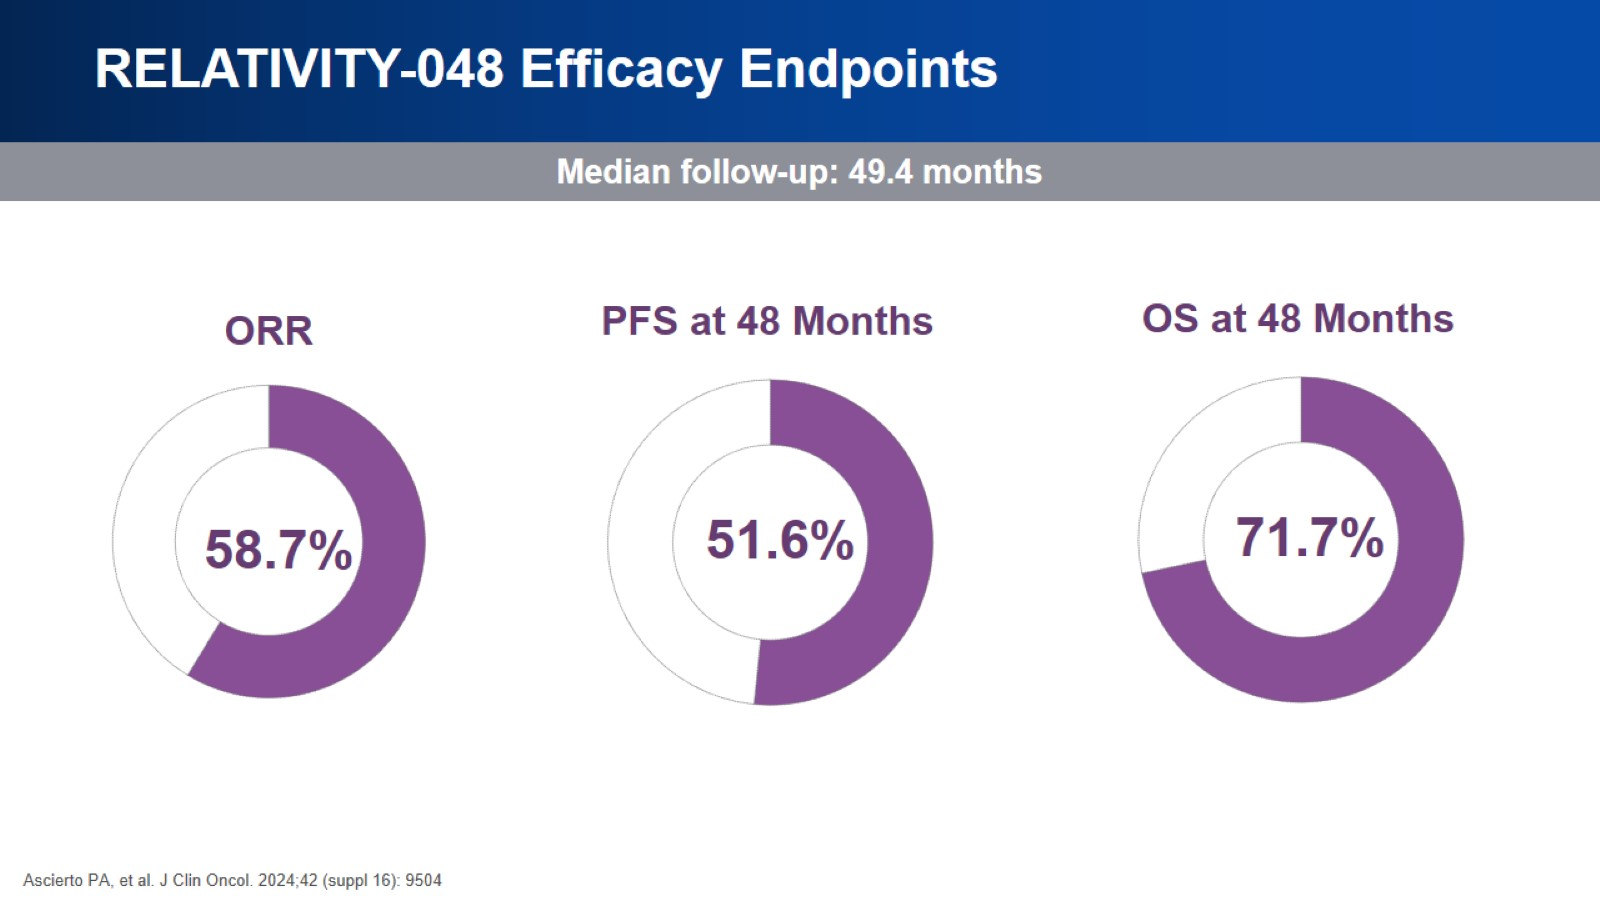 RELATIVITY-048 Efficacy Endpoints
Median follow-up: 49.4 months
ORR
PFS at 48 Months
OS at 48 Months
58.7%
51.6%
71.7%
Ascierto PA, et al. J Clin Oncol. 2024;42 (suppl 16): 9504